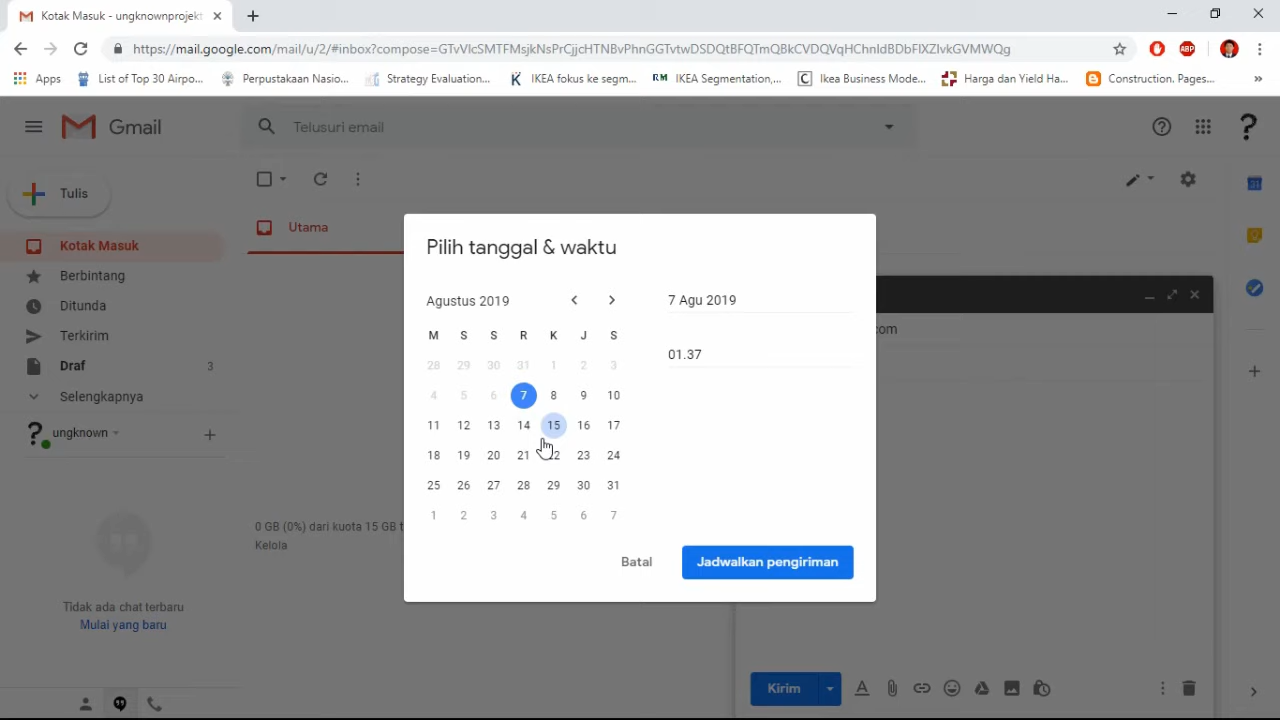 Kotak Masuk - ungknownprojekt
https://mail.google.com/mail/u/2/#inbox?compose=GTvVlcSMTFMsjkNsPrCjjcHTNBvPhnGGTvtwDSDQtBFQTmQBkCVDQVqHChnldBDbFlXZlvkGVMWQg
ABP
Apps
List of Top 30 Airpo...
Perpustakaan Nasio...
Strategy Evaluation...
K IKEA fokus ke segm...
RM IKEA Segmentation,...
C Ikea Business Mode...
Harga dan Yield Ha...
Construction. Pages...
»
Gmail
Telusuri email
Tulis
Kotak Masuk
Berbintang
Ditunda
Terkirim
Draf 3
Selengkapnya
ungknown
Tidak ada chat terbaru
Mulai yang baru
Utama
0 GB (0%) dari kuota 15 GB t
Kelola
Pilih tanggal & waktu
Agustus 2019
M S S R K J S
28 29 30 31 1 2 3
4 5 6 7 8 9 10
11 12 13 14 15 16 17
18 19 20 21 22 23 24
25 26 27 28 29 30 31
1 2 3 4 5 6 7
7 Agu 2019
01.37
Batal
Jadwalkan pengiriman
com
Kirim
31